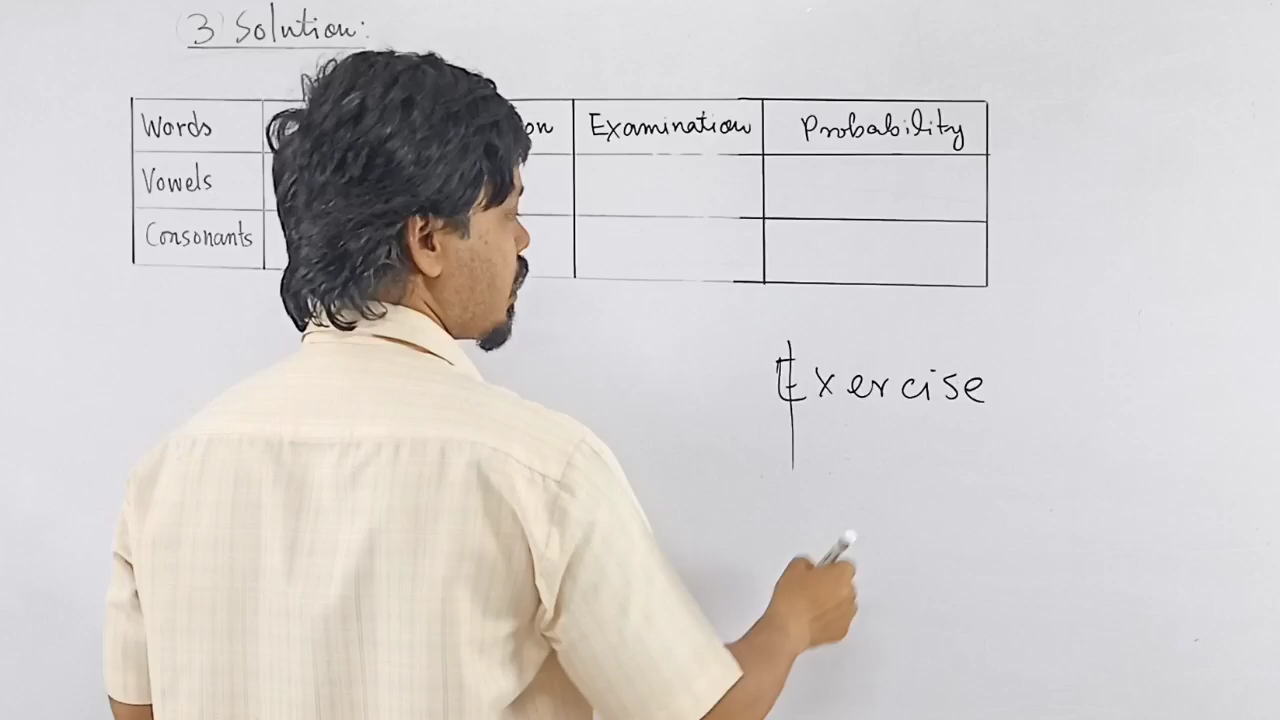 (3) Solution:
Words on Examination Probability
Vowels
Consonants
Exercise